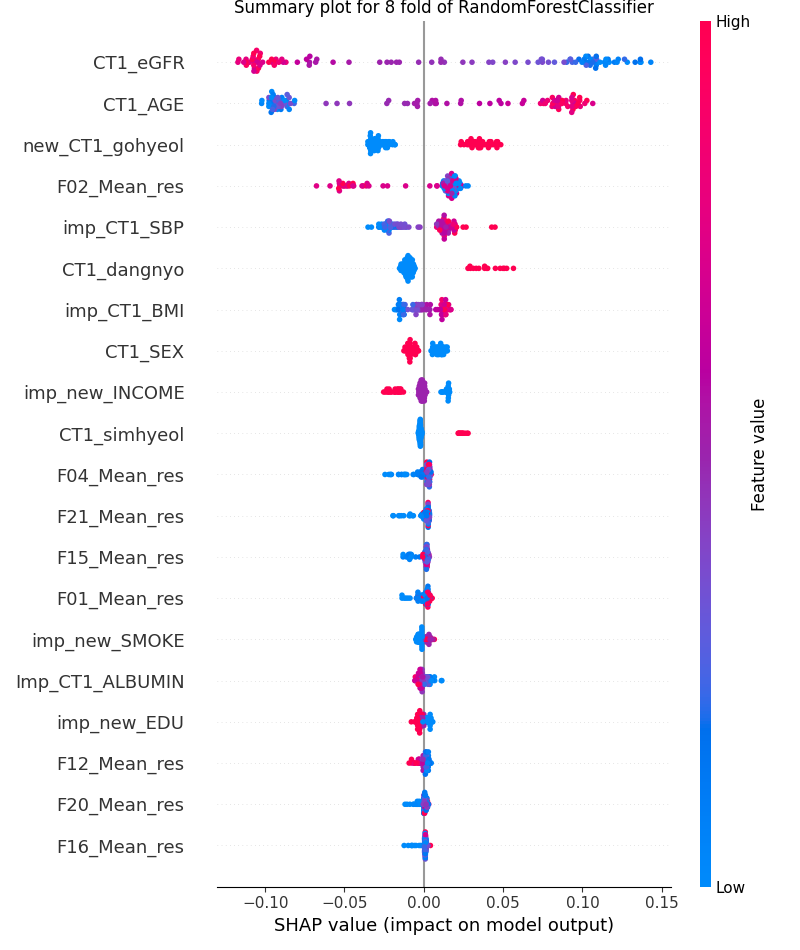 Summary plot for 8 fold of RandomForestClassifier
High
CT1_eGFR
CT1_AGE
new_CT1_gohyeol
F02_Mean_res
imp_CT1_SBP
CT1_dangnyo
imp_CT1_BMI
CT1_SEX
imp_new_INCOME
CT1_simhyeol
F04_Mean_res
F21_Mean_res
F15_Mean_res
F01_Mean_res
imp_new_SMOKE
Imp_CT1_ALBUMIN
imp_new_EDU
F12_Mean_res
F20_Mean_res
F16_Mean_res
Feature value
Low
−0.10 −0.05 0.00 0.05 0.10 0.15
SHAP value (impact on model output)